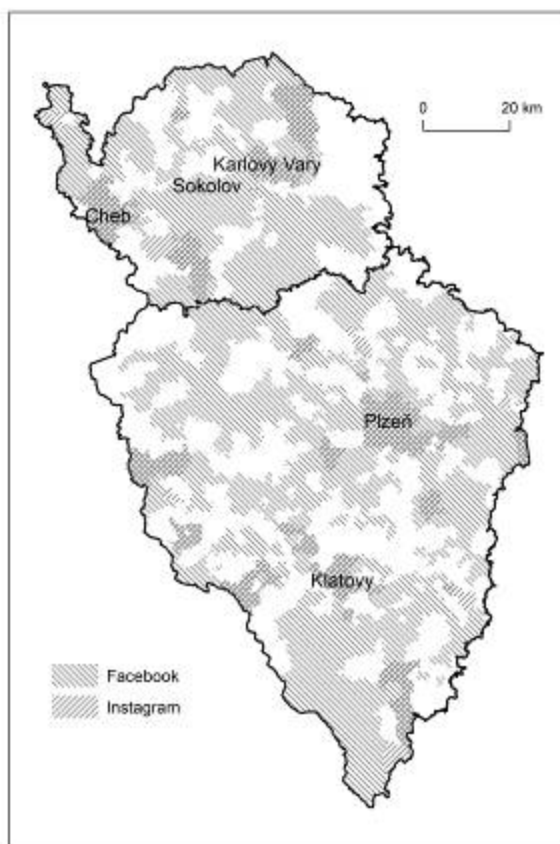 0 20 km
Karlovy Vary
Sokolov
Cheb
Plzeň
Klatovy
Facebook
Instagram